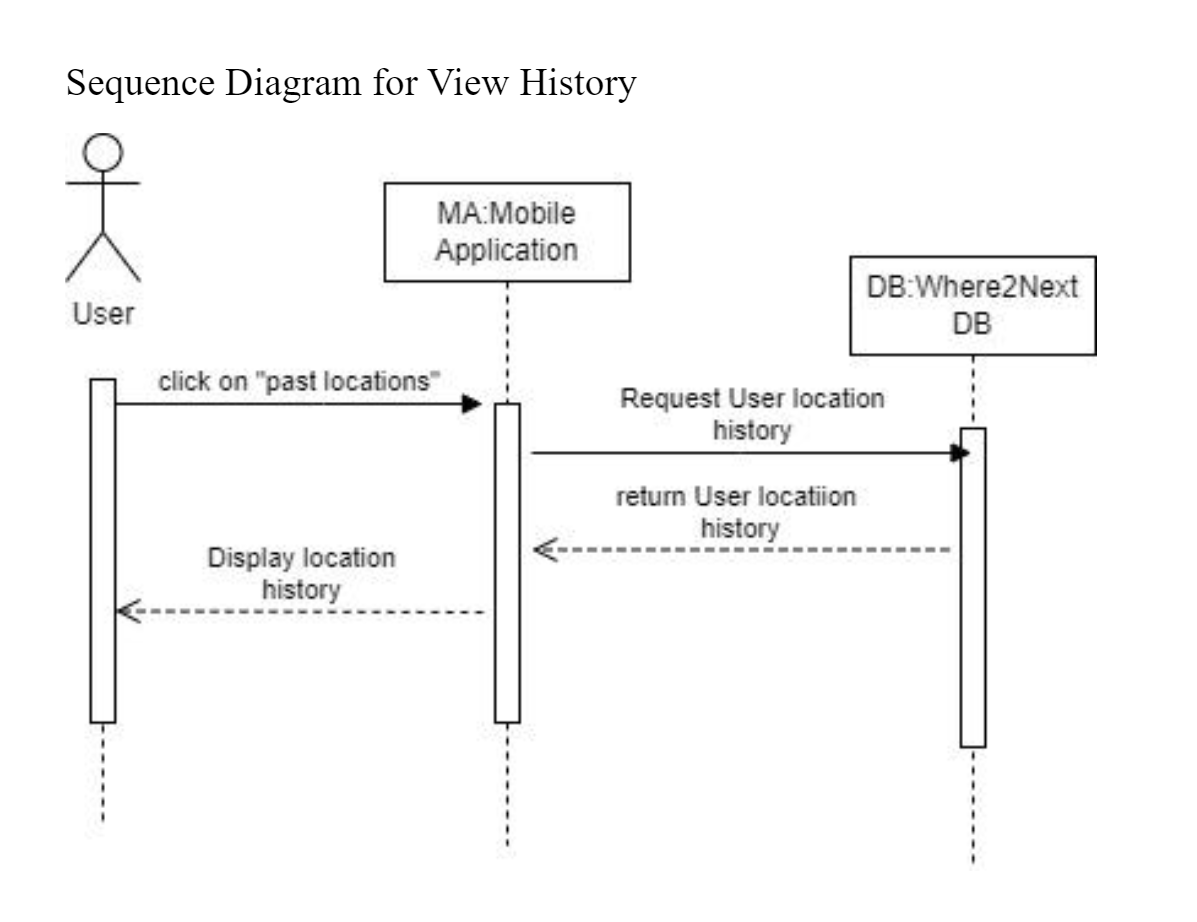 Sequence Diagram for View History
User
MA:Mobile
Application
DB:Where2Next
DB
click on "past locations"
Request User location
history
return User locatiion
history
Display location
history